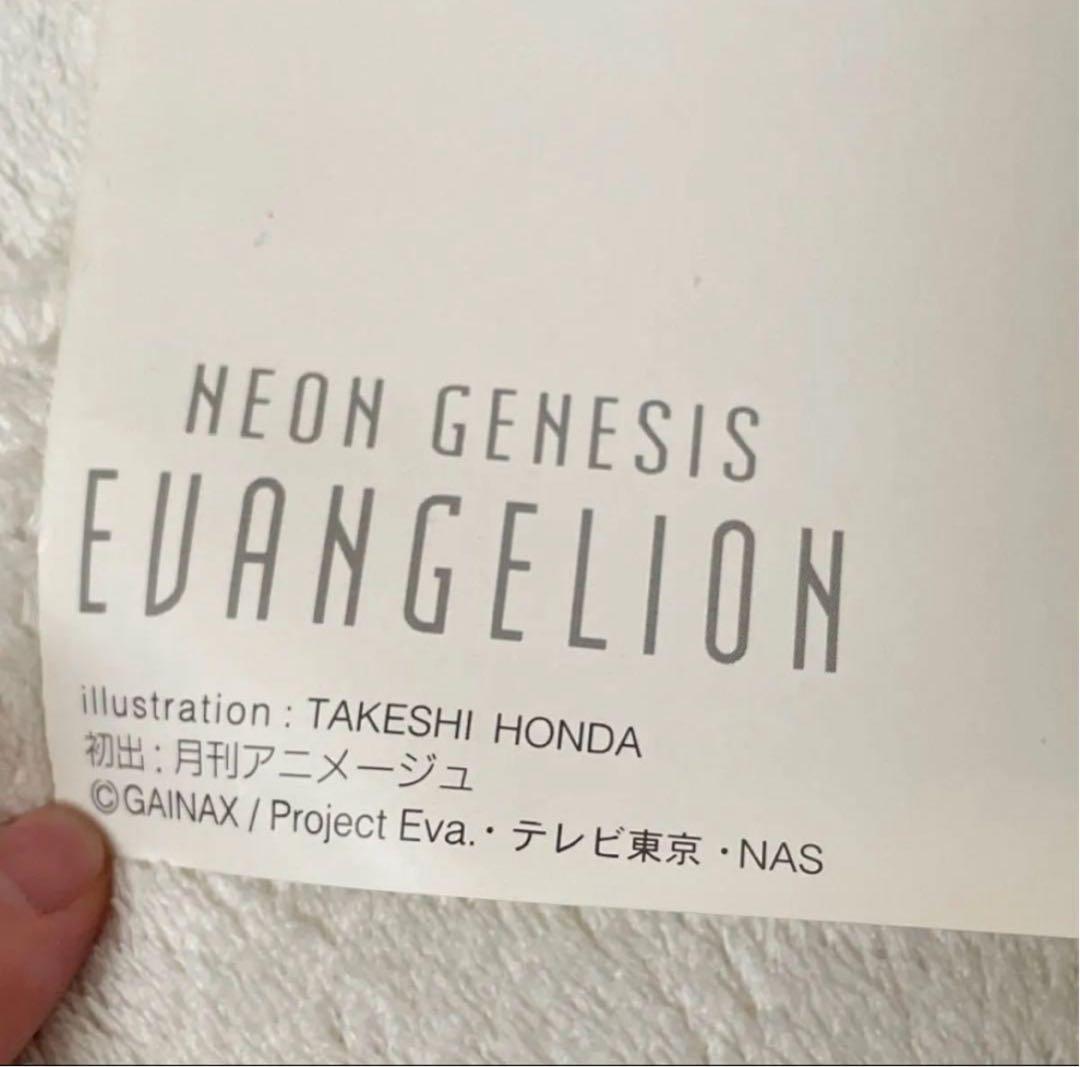 NEON GENESIS
EVANGELION
illustration : TAKESHI HONDA
初出 : 月刊アニメージュ
©GAINAX / Project Eva.・テレビ東京・NAS